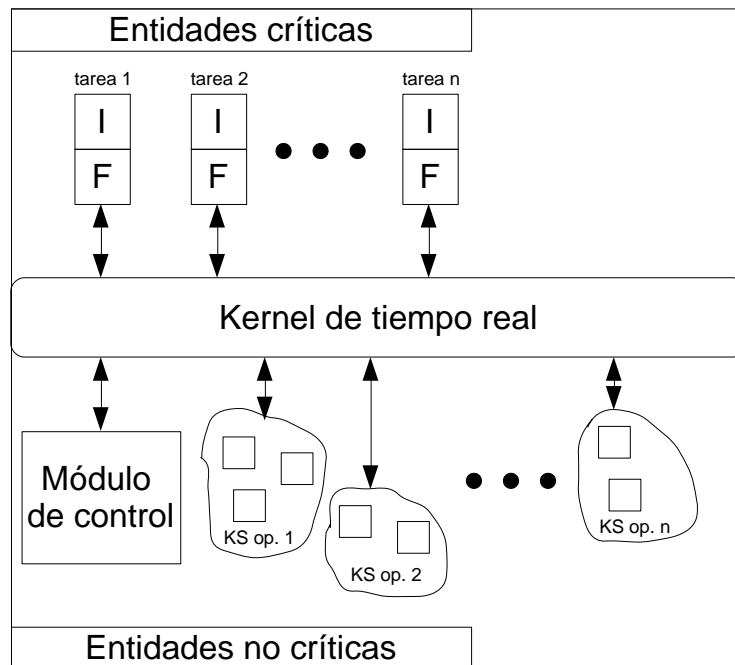 Entidades críticas
tarea 1
tarea 2
tarea n
I
I
I
F
F
F
Kernel de tiempo real
Módulo
de control
KS op. 1
KS op. 2
KS op. n
Entidades no críticas